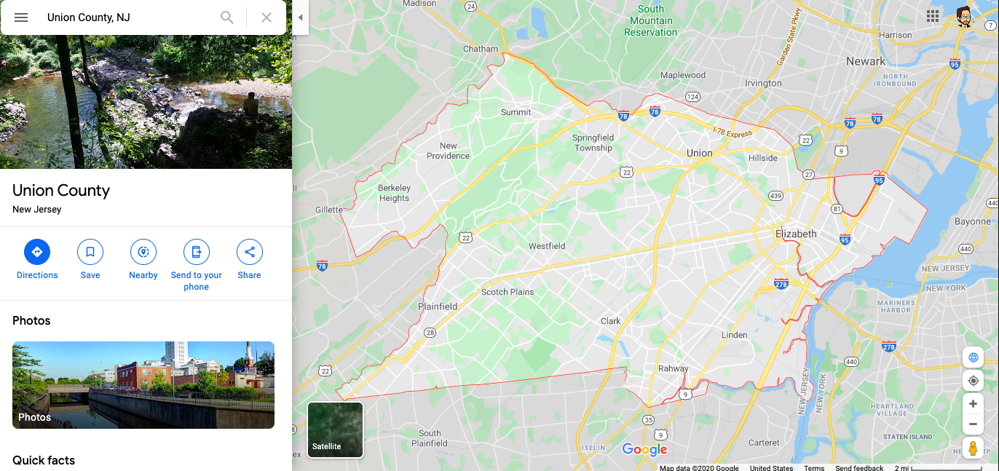 Union County, NJ
Union County
New Jersey
Directions
Save
Nearby
Send to your
phone
Share
Photos
Photos
Quick facts
Madison
24
Chatham
South
Mountain
Reservation
Garden State Pkwy
Harrison
7
Newark
95
NORTH
IRONBOUND
Maplewood
Irvington
124
Summit
78
78
78
78
I-78 Express
Springfield
Township
New
Providence
22
9
Union
Hillside
22
27
95
Berkeley
Heights
ll
439
440
Gillette
81
Bayonne
22
Elizabeth
95
Westfield
440
78
NEW JERSEY
NEW YORK
278
Scotch Plains
MARINERS
HARBOR
Plainfield
Clark
28
Linden
278
440
22
Rahway
9
NEW JERSEY
NEW YORK
HEARTLAND
VILLAGE
35
9
South
Plainfield
ISELIN
Carteret
STATEN ISLAND
ex
Satellite
Google
Map data ©2020 Google
United States
Terms
Send feedback
2 mi